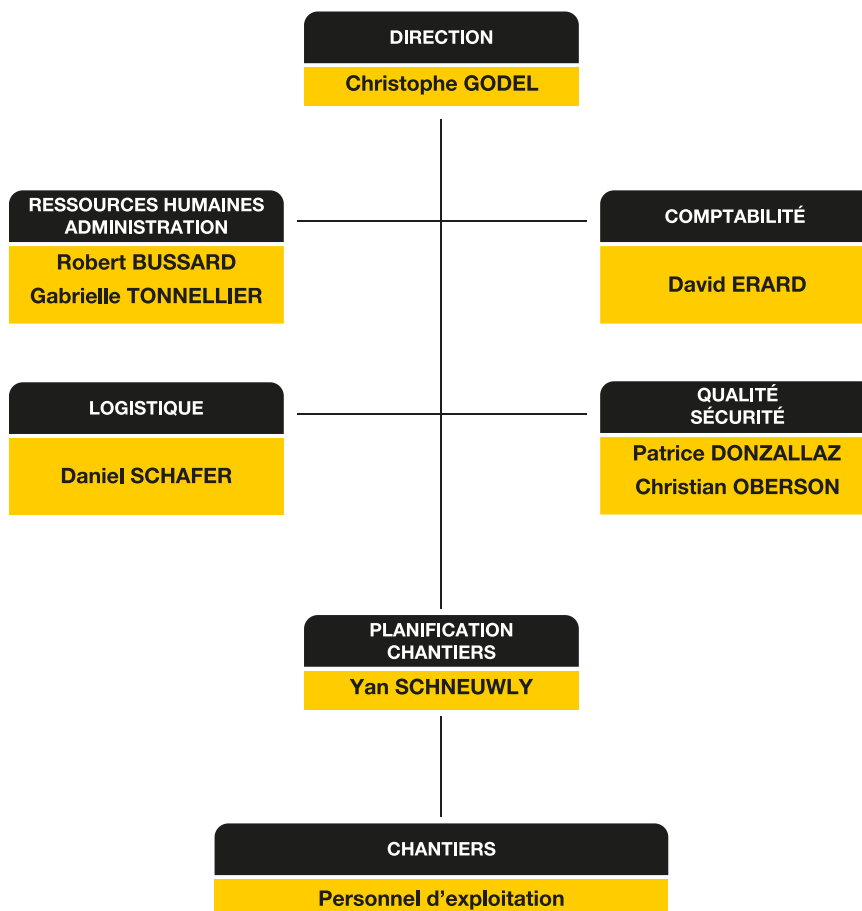 DIRECTION
Christophe GODEL
RESSOURCES HUMAINES
ADMINISTRATION
Robert BUSSARD
Gabrielle TONNELLIER
COMPTABILITÉ
David ERARD
LOGISTIQUE
Daniel SCHAFER
QUALITÉ
SÉCURITÉ
Patrice DONZALLAZ
Christian OBERSON
PLANIFICATION
CHANTIERS
Yan SCHNEUWLY
CHANTIERS
Personnel d'exploitation